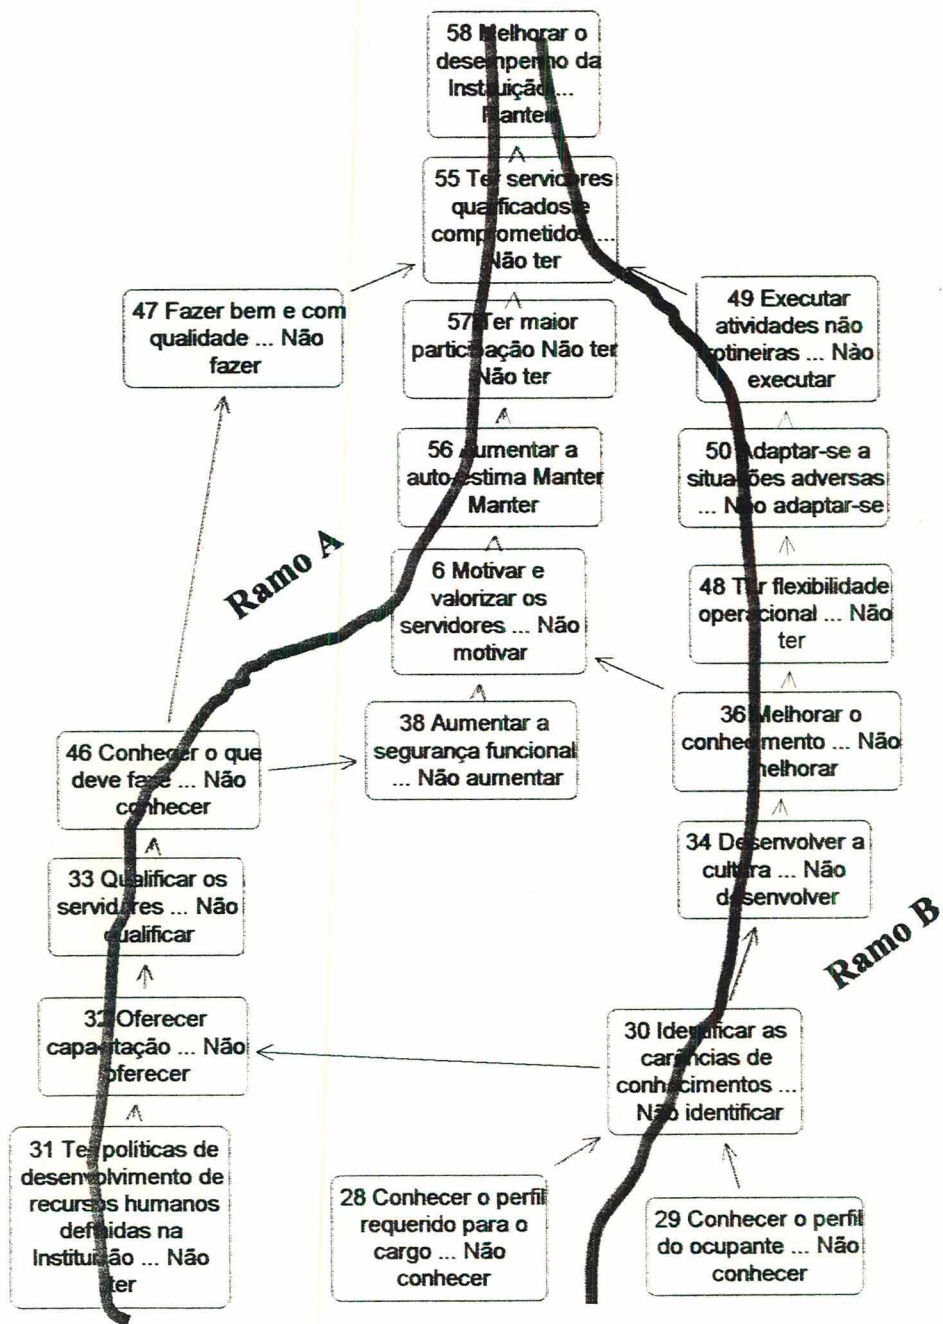 58 Melhorar o
desempenho da
Instituição ...
Manter
55 Ter servidores
qualificados e
comprometidos ...
Não ter
47 Fazer bem e com
qualidade ... Não
fazer
57 Ter maior
participação Não ter
Não ter
49 Executar
atividades não
rotineiras ... Não
executar
56 Aumentar a
auto-estima Manter
Manter
50 Adaptar-se a
situações adversas
... Não adaptar-se
Ramo A
6 Motivar e
valorizar os
servidores ... Não
motivar
48 Ter flexibilidade
operacional ... Não
ter
38 Aumentar a
segurança funcional
... Não aumentar
36 Melhorar o
conhecimento ... Não
melhorar
46 Conhecer o que
deve faze ... Não
conhecer
34 Desenvolver a
cultura ... Não
desenvolver
33 Qualificar os
servidores ... Não
qualificar
Ramo B
32 Oferecer
capacitação ... Não
oferecer
30 Identificar as
carências de
conhecimentos ...
Não identificar
31 Ter políticas de
desenvolvimento de
recursos humanos
definidas na
Instituição ... Não
ter
28 Conhecer o perfil
requerido para o
cargo ... Não
conhecer
29 Conhecer o perfil
do ocupante ... Não
conhecer